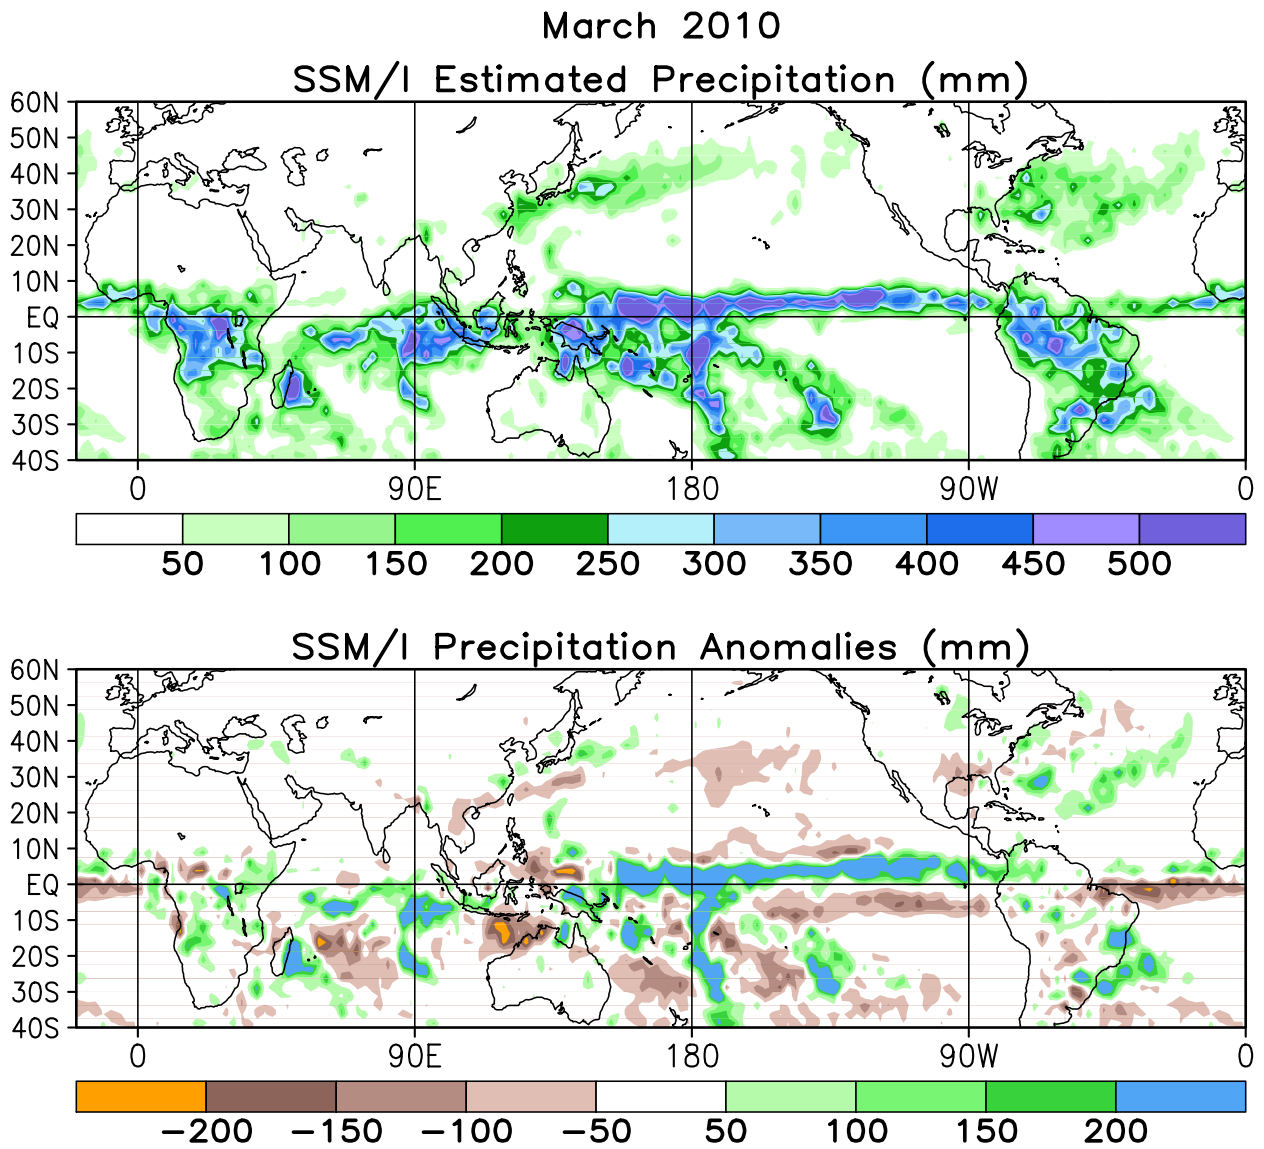 March 2010
SSM/I Estimated Precipitation (mm)
60N
50N
40N
30N
20N
10N
EQ
10S
20S
30S
40S
0 90E 180 90W 0
50 100 150 200 250 300 350 400 450 500
SSM/I Precipitation Anomalies (mm)
60N
50N
40N
30N
20N
10N
EQ
10S
20S
30S
40S
0 90E 180 90W 0
−200 −150 −100 −50 50 100 150 200